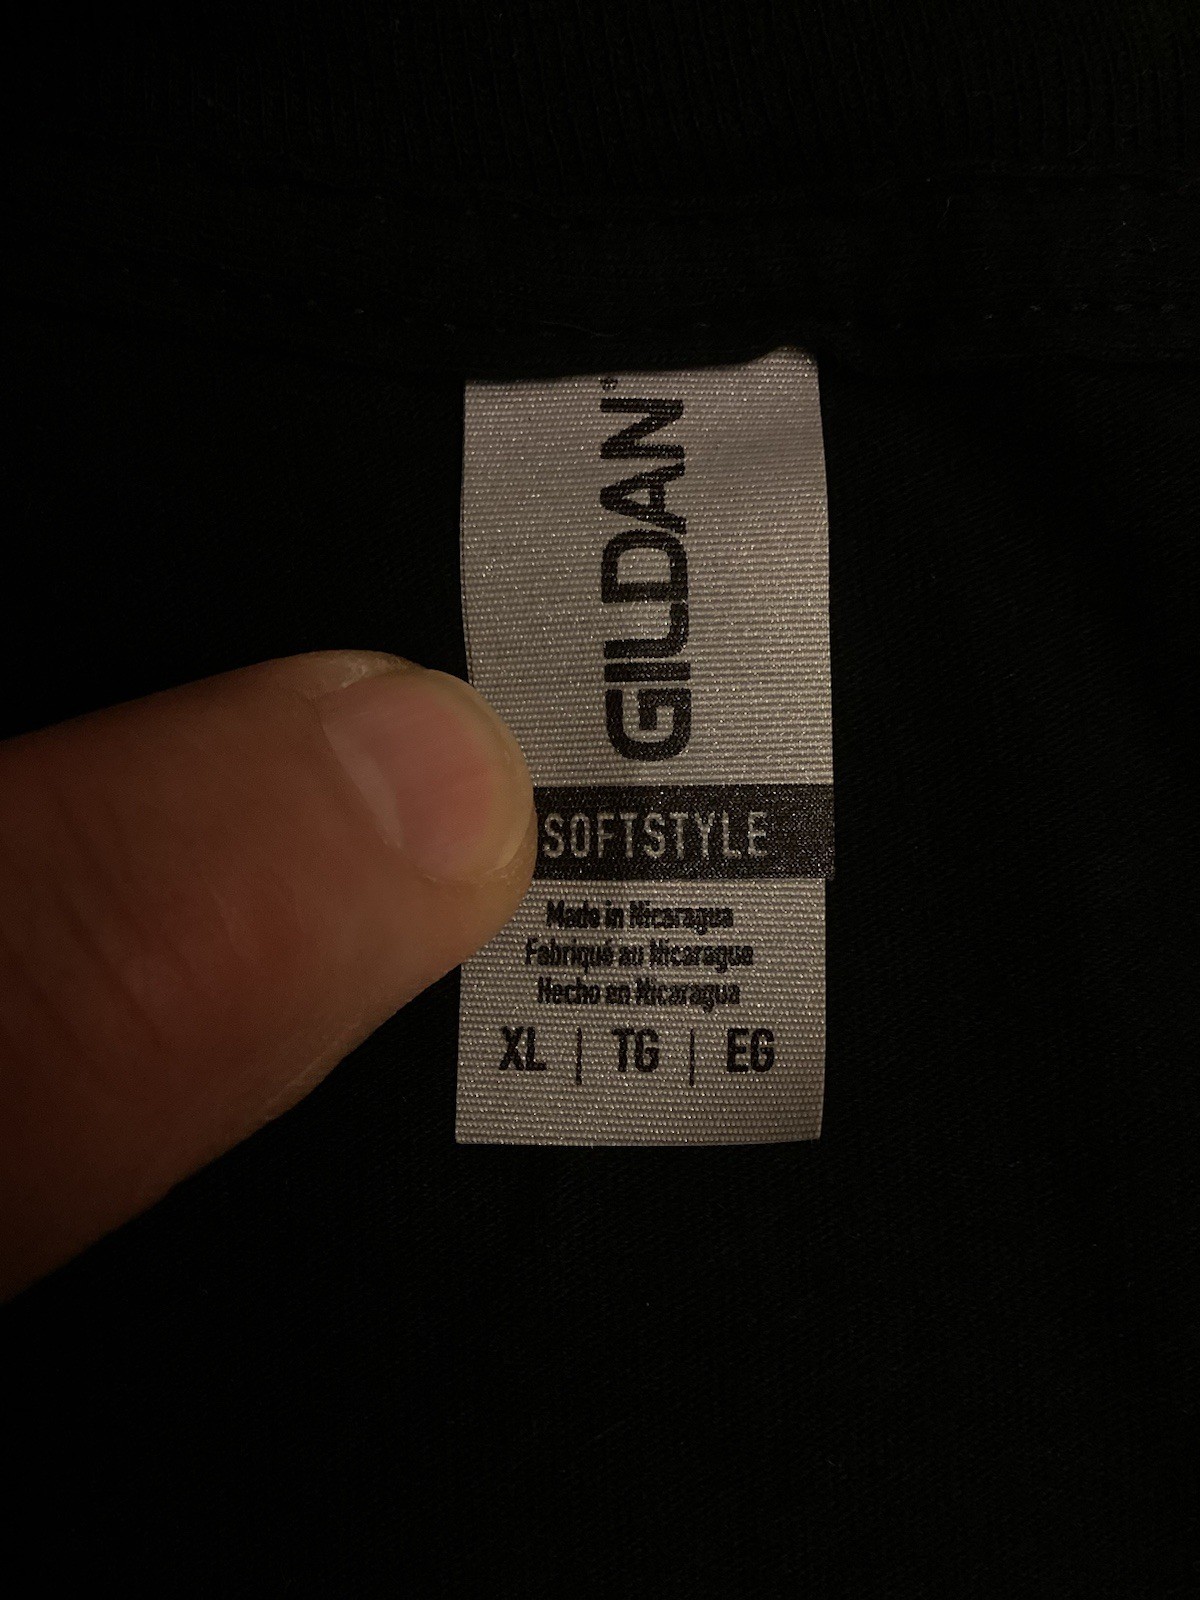 GILDAN
SOFTSTYLE
Made in Nicaragua
Fabriqué au Nicaragua
Hecho en Nicaragua
XL | TG | EG